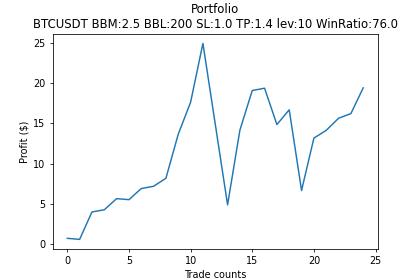 Portfolio
BTCUSDT BBM:2.5 BBL:200 SL:1.0 TP:1.4 lev:10 WinRatio:76.0
25
20
15
10
5
0
Profit ($)
0 5 10 15 20 25
Trade counts